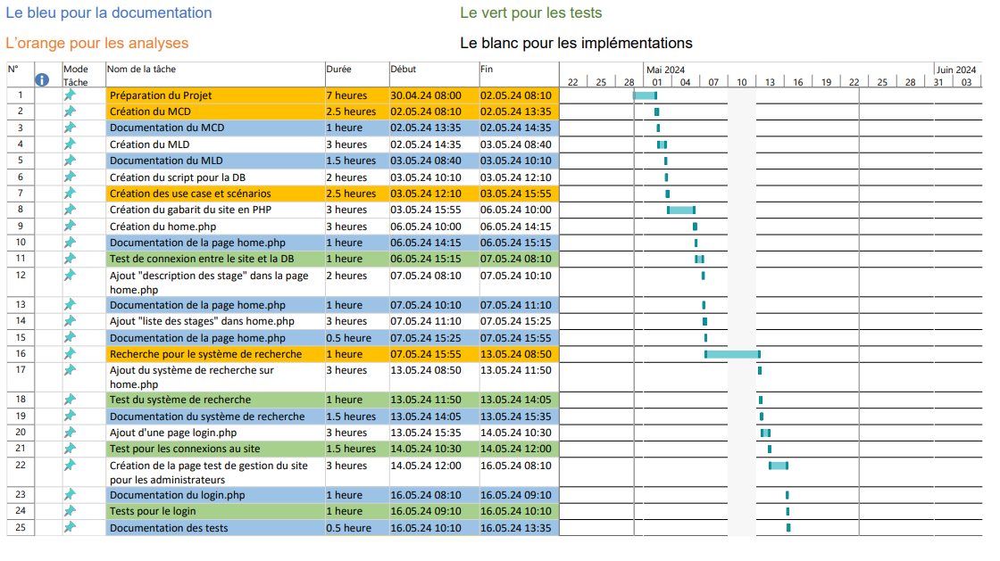 Le bleu pour la documentation
Le vert pour les tests
L'orange pour les analyses
Le blanc pour les implémentations
N° Mode Tâche Nom de la tâche Durée Début Fin Mai 2024 Juin 2024
22 25 28 01 04 07 10 13 16 19 22 25 28 31 03
1 Préparation du Projet 7 heures 30.04.24 08:00 02.05.24 08:10
2 Création du MCD 2.5 heures 02.05.24 08:10 02.05.24 13:35
3 Documentation du MCD 1 heure 02.05.24 13:35 02.05.24 14:35
4 Création du MLD 3 heures 02.05.24 14:35 03.05.24 08:40
5 Documentation du MLD 1.5 heures 03.05.24 08:40 03.05.24 10:10
6 Création du script pour la DB 2 heures 03.05.24 10:10 03.05.24 12:10
7 Création des use case et scénarios 2.5 heures 03.05.24 12:10 03.05.24 15:55
8 Création du gabarit du site en PHP 3 heures 03.05.24 15:55 06.05.24 10:00
9 Création du home.php 3 heures 06.05.24 10:00 06.05.24 14:15
10 Documentation de la page home.php 1 heure 06.05.24 14:15 06.05.24 15:15
11 Test de connexion entre le site et la DB 1 heure 06.05.24 15:15 07.05.24 08:10
12 Ajout "description des stage" dans la page 2 heures 07.05.24 08:10 07.05.24 10:10
home.php
13 Documentation de la page home.php 1 heure 07.05.24 10:10 07.05.24 11:10
14 Ajout "liste des stages" dans home.php 3 heures 07.05.24 11:10 07.05.24 15:25
15 Documentation de la page home.php 0.5 heure 07.05.24 15:25 07.05.24 15:55
16 Recherche pour le système de recherche 1 heure 07.05.24 15:55 13.05.24 08:50
17 Ajout du système de recherche sur 3 heures 13.05.24 08:50 13.05.24 11:50
home.php
18 Test du système de recherche 1 heure 13.05.24 11:50 13.05.24 14:05
19 Documentation du système de recherche 1.5 heures 13.05.24 14:05 13.05.24 15:35
20 Ajout d'une page login.php 3 heures 13.05.24 15:35 14.05.24 10:30
21 Test pour les connexions au site 1.5 heures 14.05.24 10:30 14.05.24 12:00
22 Création de la page test de gestion du site 3 heures 14.05.24 12:00 16.05.24 08:10
pour les administrateurs
23 Documentation du login.php 1 heure 16.05.24 08:10 16.05.24 09:10
24 Tests pour le login 1 heure 16.05.24 09:10 16.05.24 10:10
25 Documentation des tests 0.5 heure 16.05.24 10:10 16.05.24 13:35